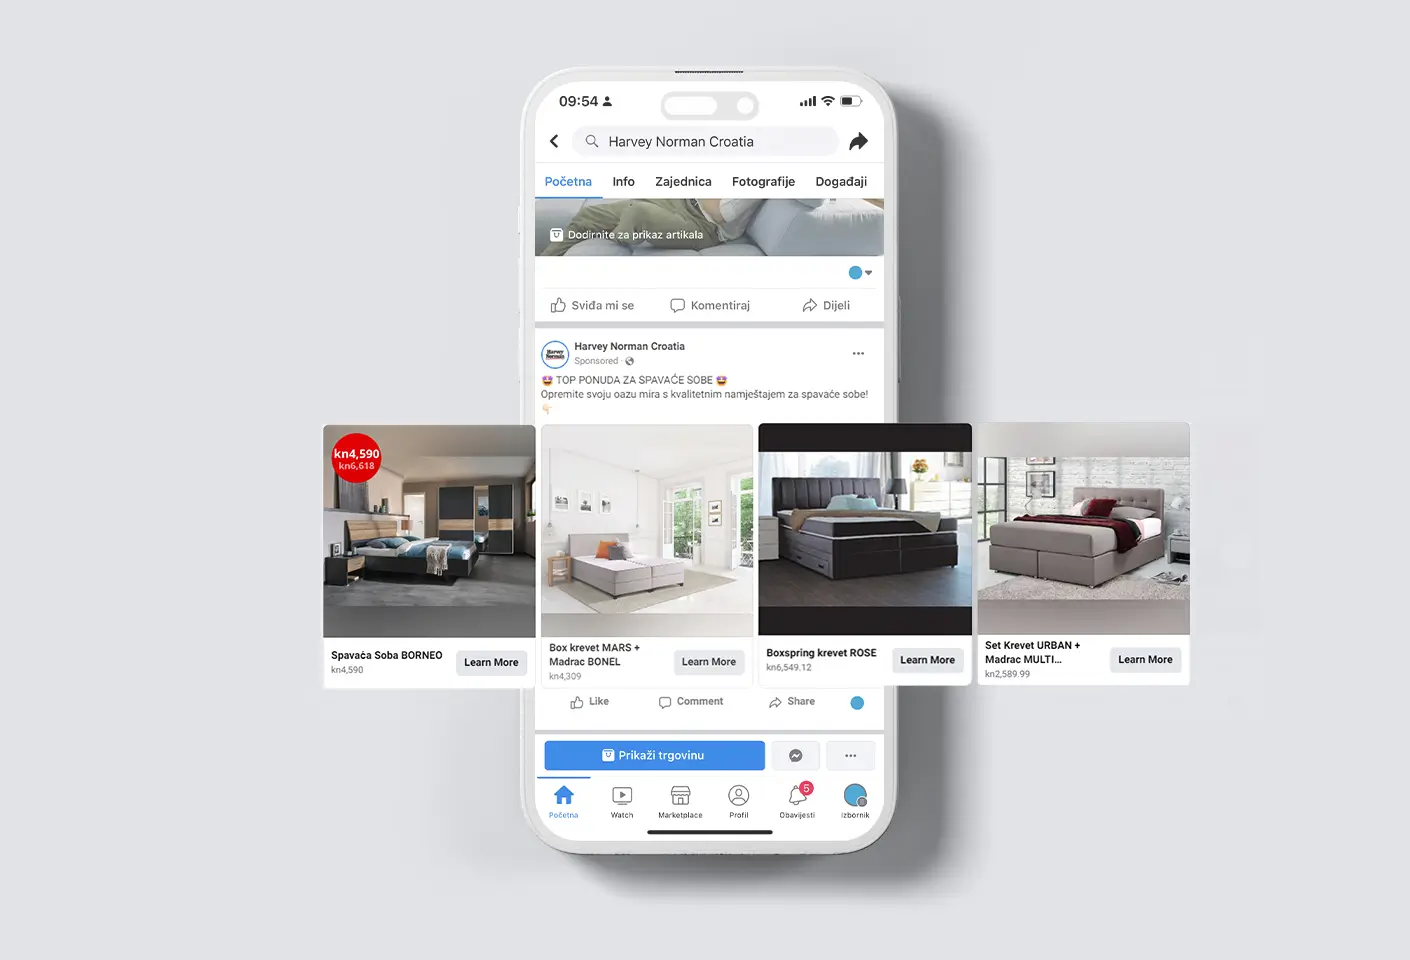 09:54
Harvey Norman Croatia
Početna
Info
Zajednica
Fotografije
Događaji
Dodirnite za prikaz artikala
Sviđa mi se
Komentiraj
Dijeli
Harvey Norman
Harvey Norman Croatia
Sponsored ·
🤩 TOP PONUDA ZA SPAVAĆE SOBE 🤩
Opremite svoju oazu mira s kvalitetnim namještajem za spavaće sobe!
👇
kn4,590
kn6,618
Spavaća Soba BORNEO
kn4,590
Learn More
Box krevet MARS +
Madrac BONEL
kn4,309
Learn More
Boxspring krevet ROSE
kn6,549.12
Learn More
Set Krevet URBAN +
Madrac MULTI...
kn2,589.99
Learn More
Like
Comment
Share
Prikaži trgovinu
Početna
Watch
Marketplace
Profil
5
Obavijesti
Izbornik